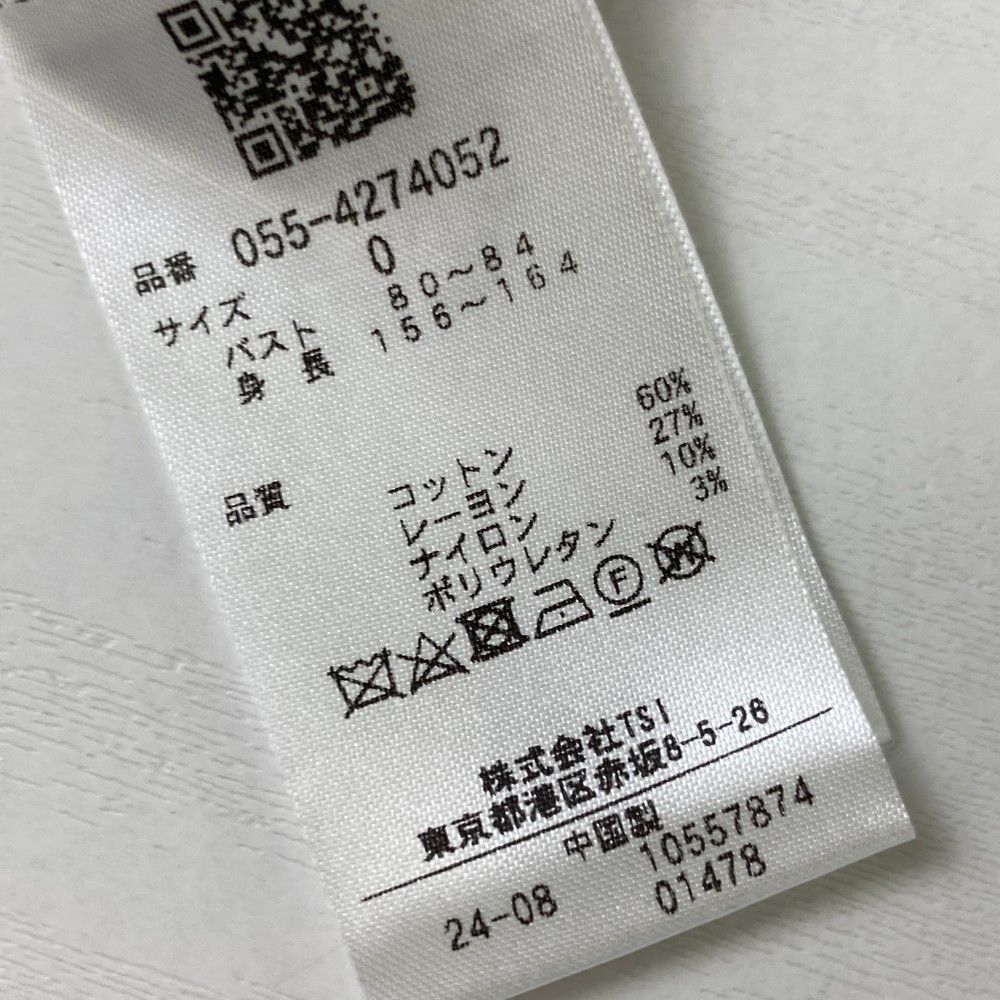 品番 055-4274052
サイズ 0
バスト 80〜84
身長 156〜164
品質 コットン 60%
レーヨン 27%
ナイロン 10%
ポリウレタン 3%
F
W
株式会社TSI
東京都港区赤坂8-5-26
中国製
10557874
24-08 01478